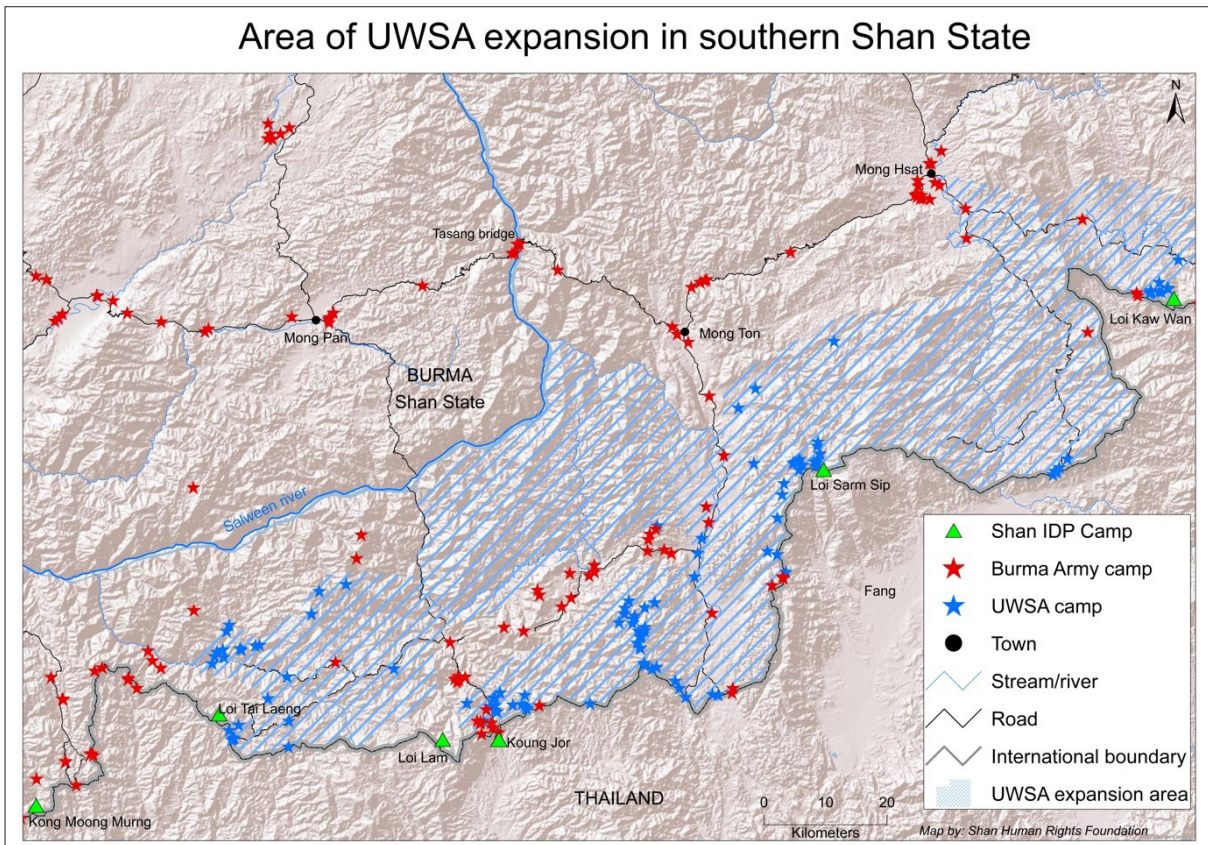 Area of UWSA expansion in southern Shan State
N
Mong Hsat
Tasang bridge
Loi Kaw Wan
Mong Pan
Mong Ton
BURMA
Shan State
Salween river
Loi Sarm Sip
Fang
Loi Tai Laeng
Loi Lam
Koung Jor
THAILAND
Kong Moong Murng
Shan IDP Camp
Burma Army camp
UWSA camp
Town
Stream/river
Road
International boundary
UWSA expansion area
0 10 20
Kilometers
Map by: Shan Human Rights Foundation